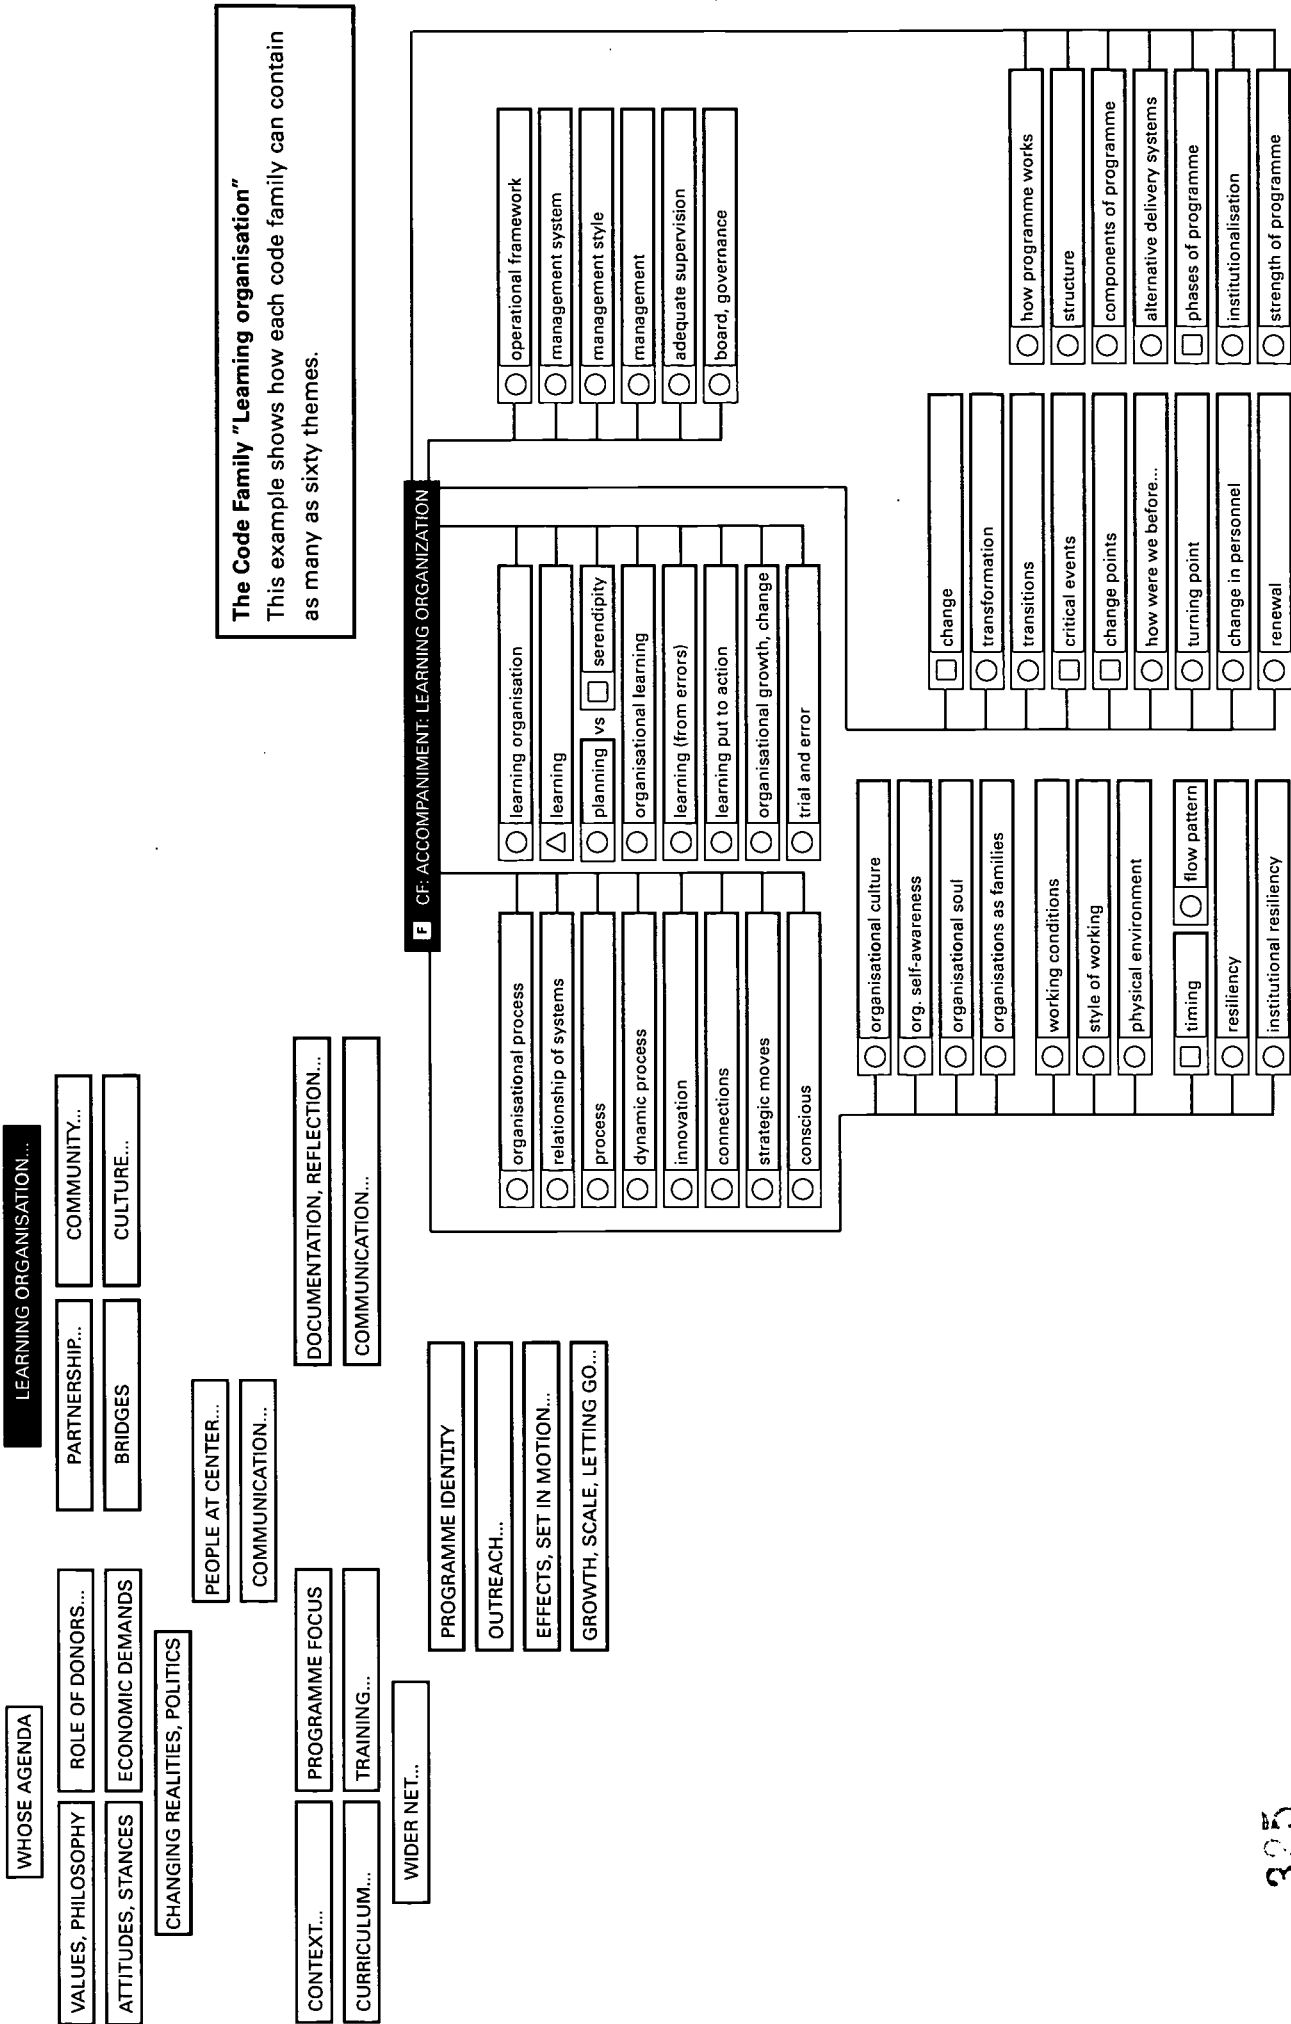 WHOSE AGENDA
VALUES, PHILOSOPHY
ROLE OF DONORS...
ATTITUDES, STANCES
ECONOMIC DEMANDS
CHANGING REALITIES, POLITICS
LEARNING ORGANISATION...
PARTNERSHIP...
COMMUNITY...
BRIDGES
CULTURE...
PEOPLE AT CENTER...
COMMUNICATION...
CONTEXT...
PROGRAMME FOCUS
CURRICULUM...
TRAINING...
WIDER NET...
DOCUMENTATION, REFLECTION...
COMMUNICATION...
PROGRAMME IDENTITY
OUTREACH...
EFFECTS, SET IN MOTION...
GROWTH, SCALE, LETTING GO...
The Code Family "Learning organisation"
This example shows how each code family can contain
as many as sixty themes.
F CF: ACCOMPANIMENT: LEARNING ORGANIZATION
organisational process
relationship of systems
process
dynamic process
innovation
connections
strategic moves
conscious
learning organisation
learning
planning vs serendipity
organisational learning
learning (from errors)
learning put to action
organisational growth, change
trial and error
operational framework
management system
management style
management
adequate supervision
board, governance
organisational culture
org. self-awareness
organisational soul
organisations as families
working conditions
style of working
physical environment
timing
flow pattern
resiliency
institutional resiliency
change
transformation
transitions
critical events
change points
how were we before...
turning point
change in personnel
renewal
how programme works
structure
components of programme
alternative delivery systems
phases of programme
institutionalisation
strength of programme
325